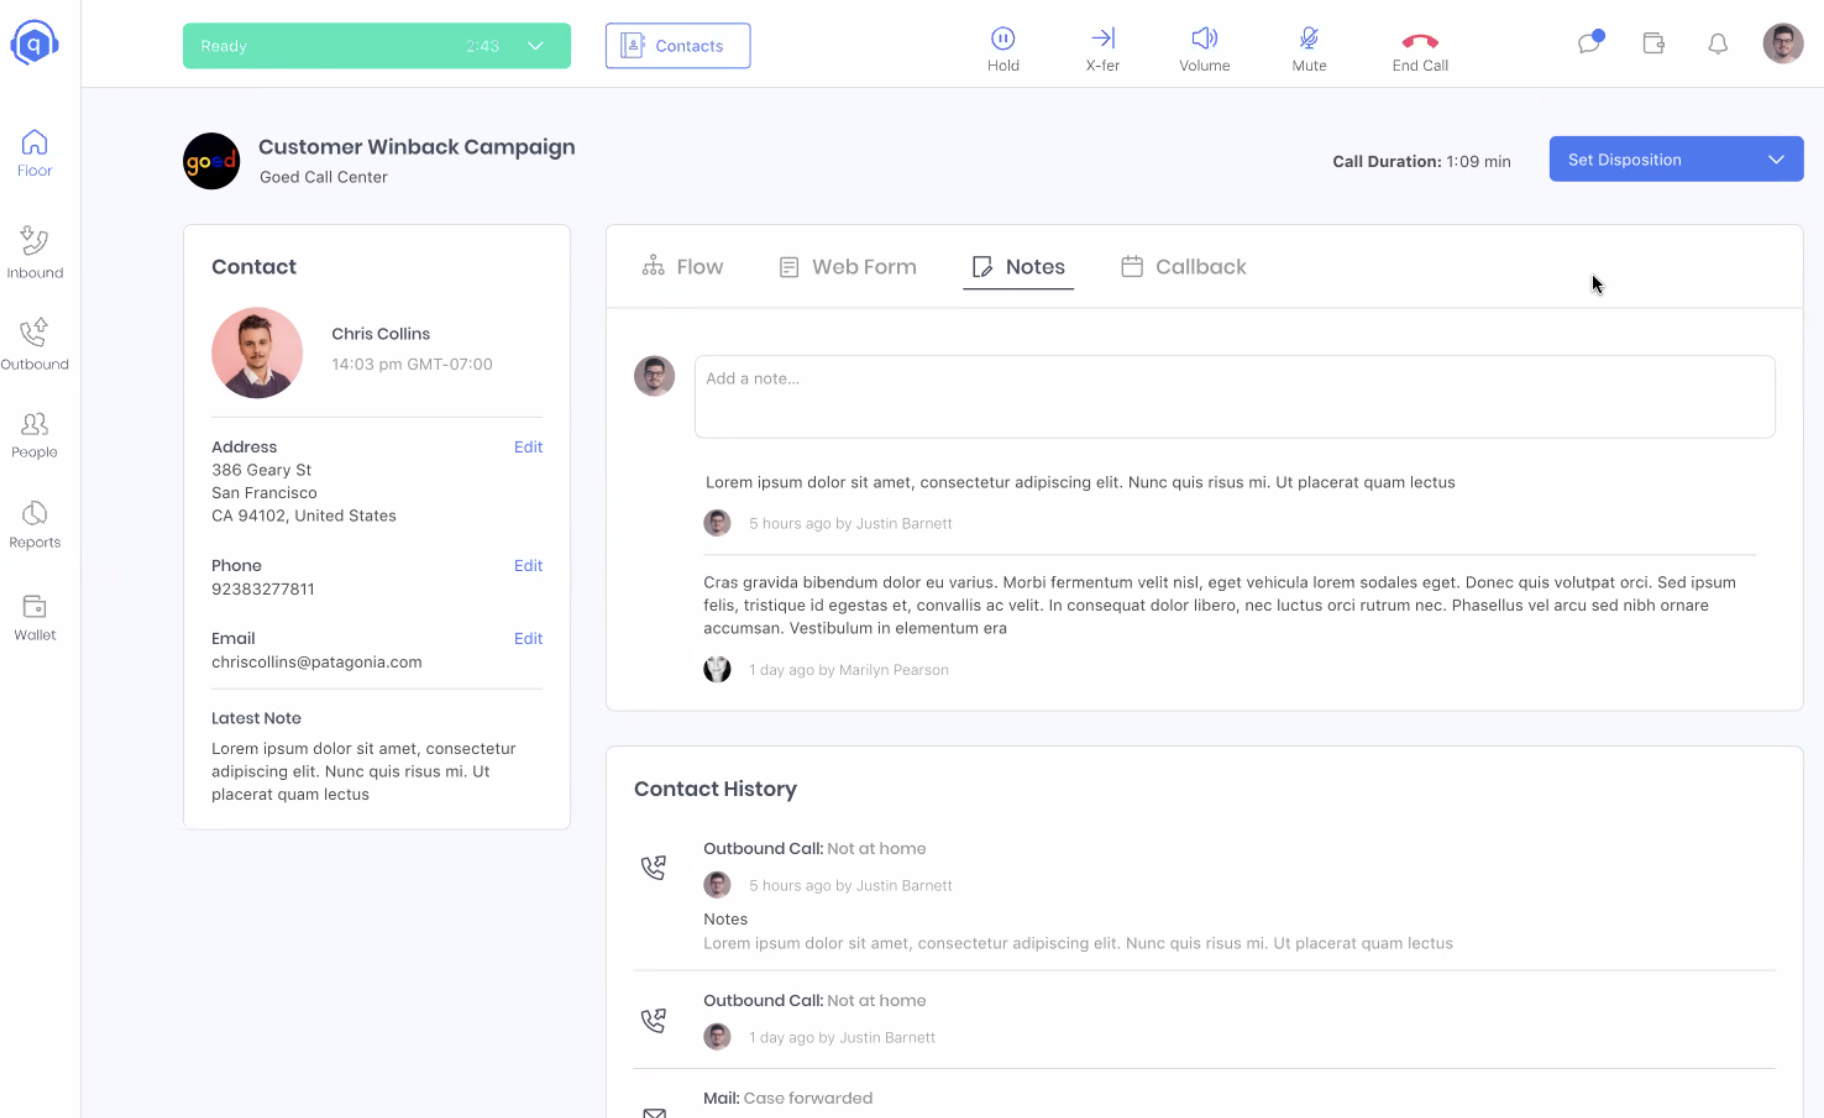 Ready 2:43
Contacts
Hold
X-fer
Volume
Mute
End Call
q
Floor
Inbound
Outbound
People
Reports
Wallet
goed
Customer Winback Campaign
Goed Call Center
Call Duration: 1:09 min
Set Disposition
Contact
Chris Collins
14:03 pm GMT-07:00
Address Edit
386 Geary St
San Francisco
CA 94102, United States
Phone Edit
92383277811
Email Edit
chriscollins@patagonia.com
Latest Note
Lorem ipsum dolor sit amet, consectetur
adipiscing elit. Nunc quis risus mi. Ut
placerat quam lectus
Flow
Web Form
Notes
Callback
Add a note...
Lorem ipsum dolor sit amet, consectetur adipiscing elit. Nunc quis risus mi. Ut placerat quam lectus
5 hours ago by Justin Barnett
Cras gravida bibendum dolor eu varius. Morbi fermentum velit nisl, eget vehicula lorem sodales eget. Donec quis volutpat orci. Sed ipsum
felis, tristique id egestas et, convallis ac velit. In consequat dolor libero, nec luctus orci rutrum nec. Phasellus vel arcu sed nibh ornare
accumsan. Vestibulum in elementum era
1 day ago by Marilyn Pearson
Contact History
Outbound Call: Not at home
5 hours ago by Justin Barnett
Notes
Lorem ipsum dolor sit amet, consectetur adipiscing elit. Nunc quis risus mi. Ut placerat quam lectus
Outbound Call: Not at home
1 day ago by Justin Barnett
Mail: Case forwarded